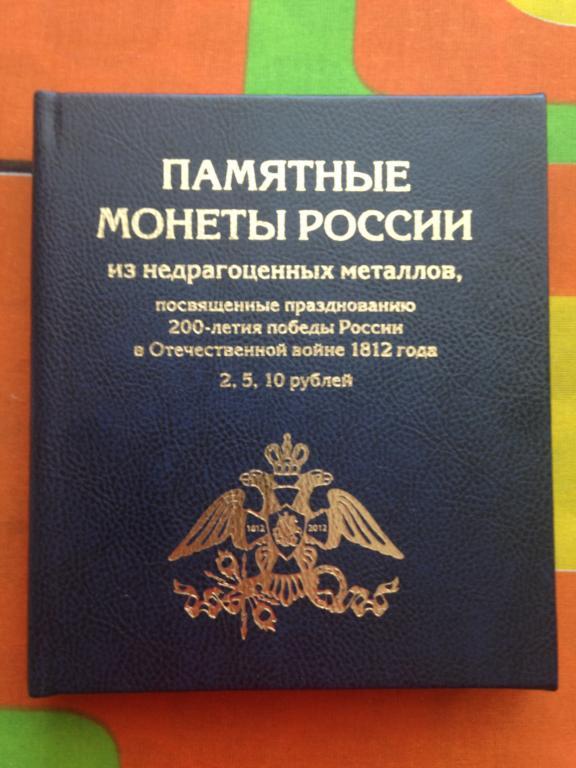 ПАМЯТНЫЕ
МОНЕТЫ РОССИИ
из недрагоценных металлов,
посвященные празднованию
200-летия победы России
в Отечественной войне 1812 года
2, 5, 10 рублей
1812 2012